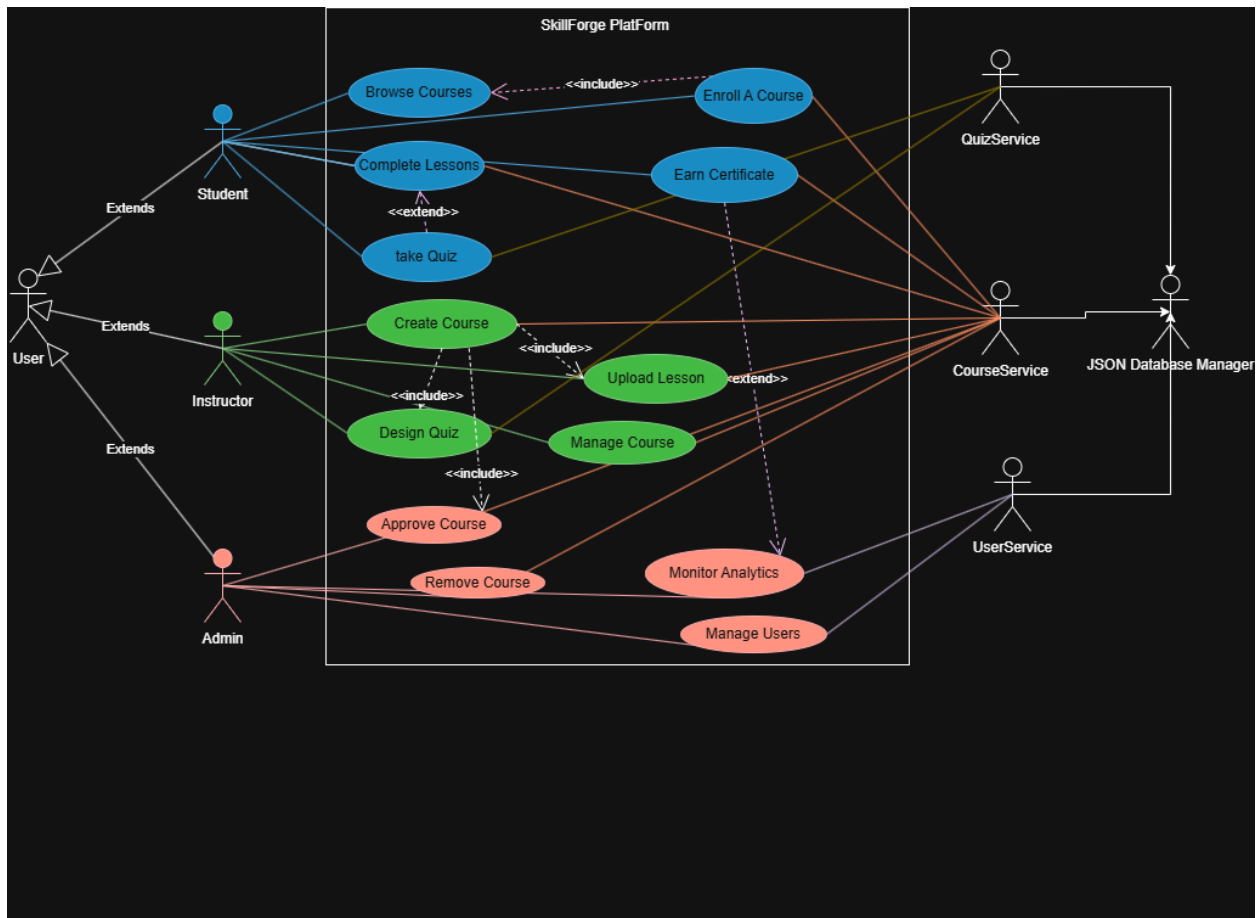 SkillForge PlatForm
Browse Courses
<<include>>
Enroll A Course
QuizService
Student
Complete Lessons
Earn Certificate
Extends
<<extend>>
take Quiz
User
Extends
Instructor
Create Course
<<include>>
Upload Lesson
<<extend>>
CourseService
JSON Database Manager
<<include>>
Design Quiz
Manage Course
Extends
<<include>>
Approve Course
UserService
Remove Course
Monitor Analytics
Admin
Manage Users